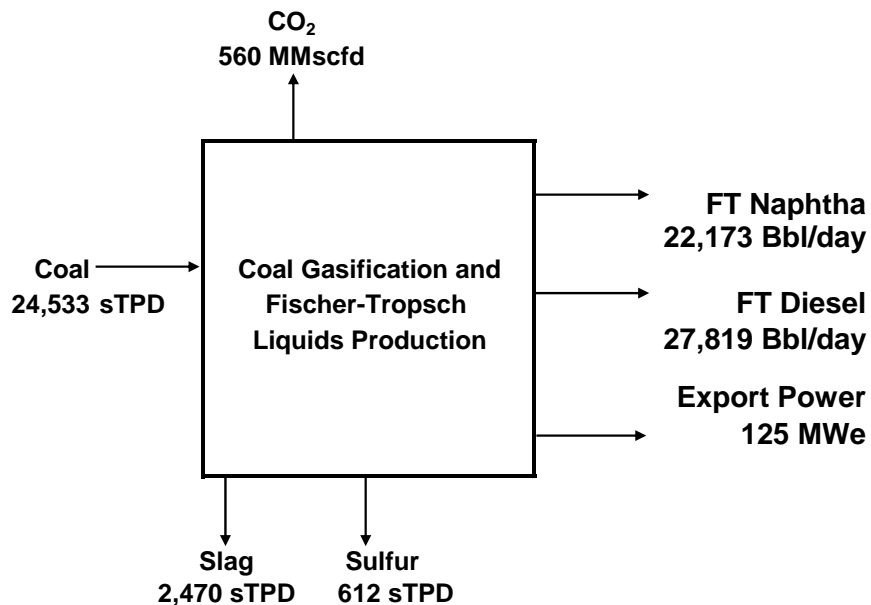 CO₂
560 MMscfd
FT Naphtha
22,173 Bbl/day
Coal
24,533 sTPD
Coal Gasification and
Fischer-Tropsch
Liquids Production
FT Diesel
27,819 Bbl/day
Export Power
125 MWe
Slag
2,470 sTPD
Sulfur
612 sTPD